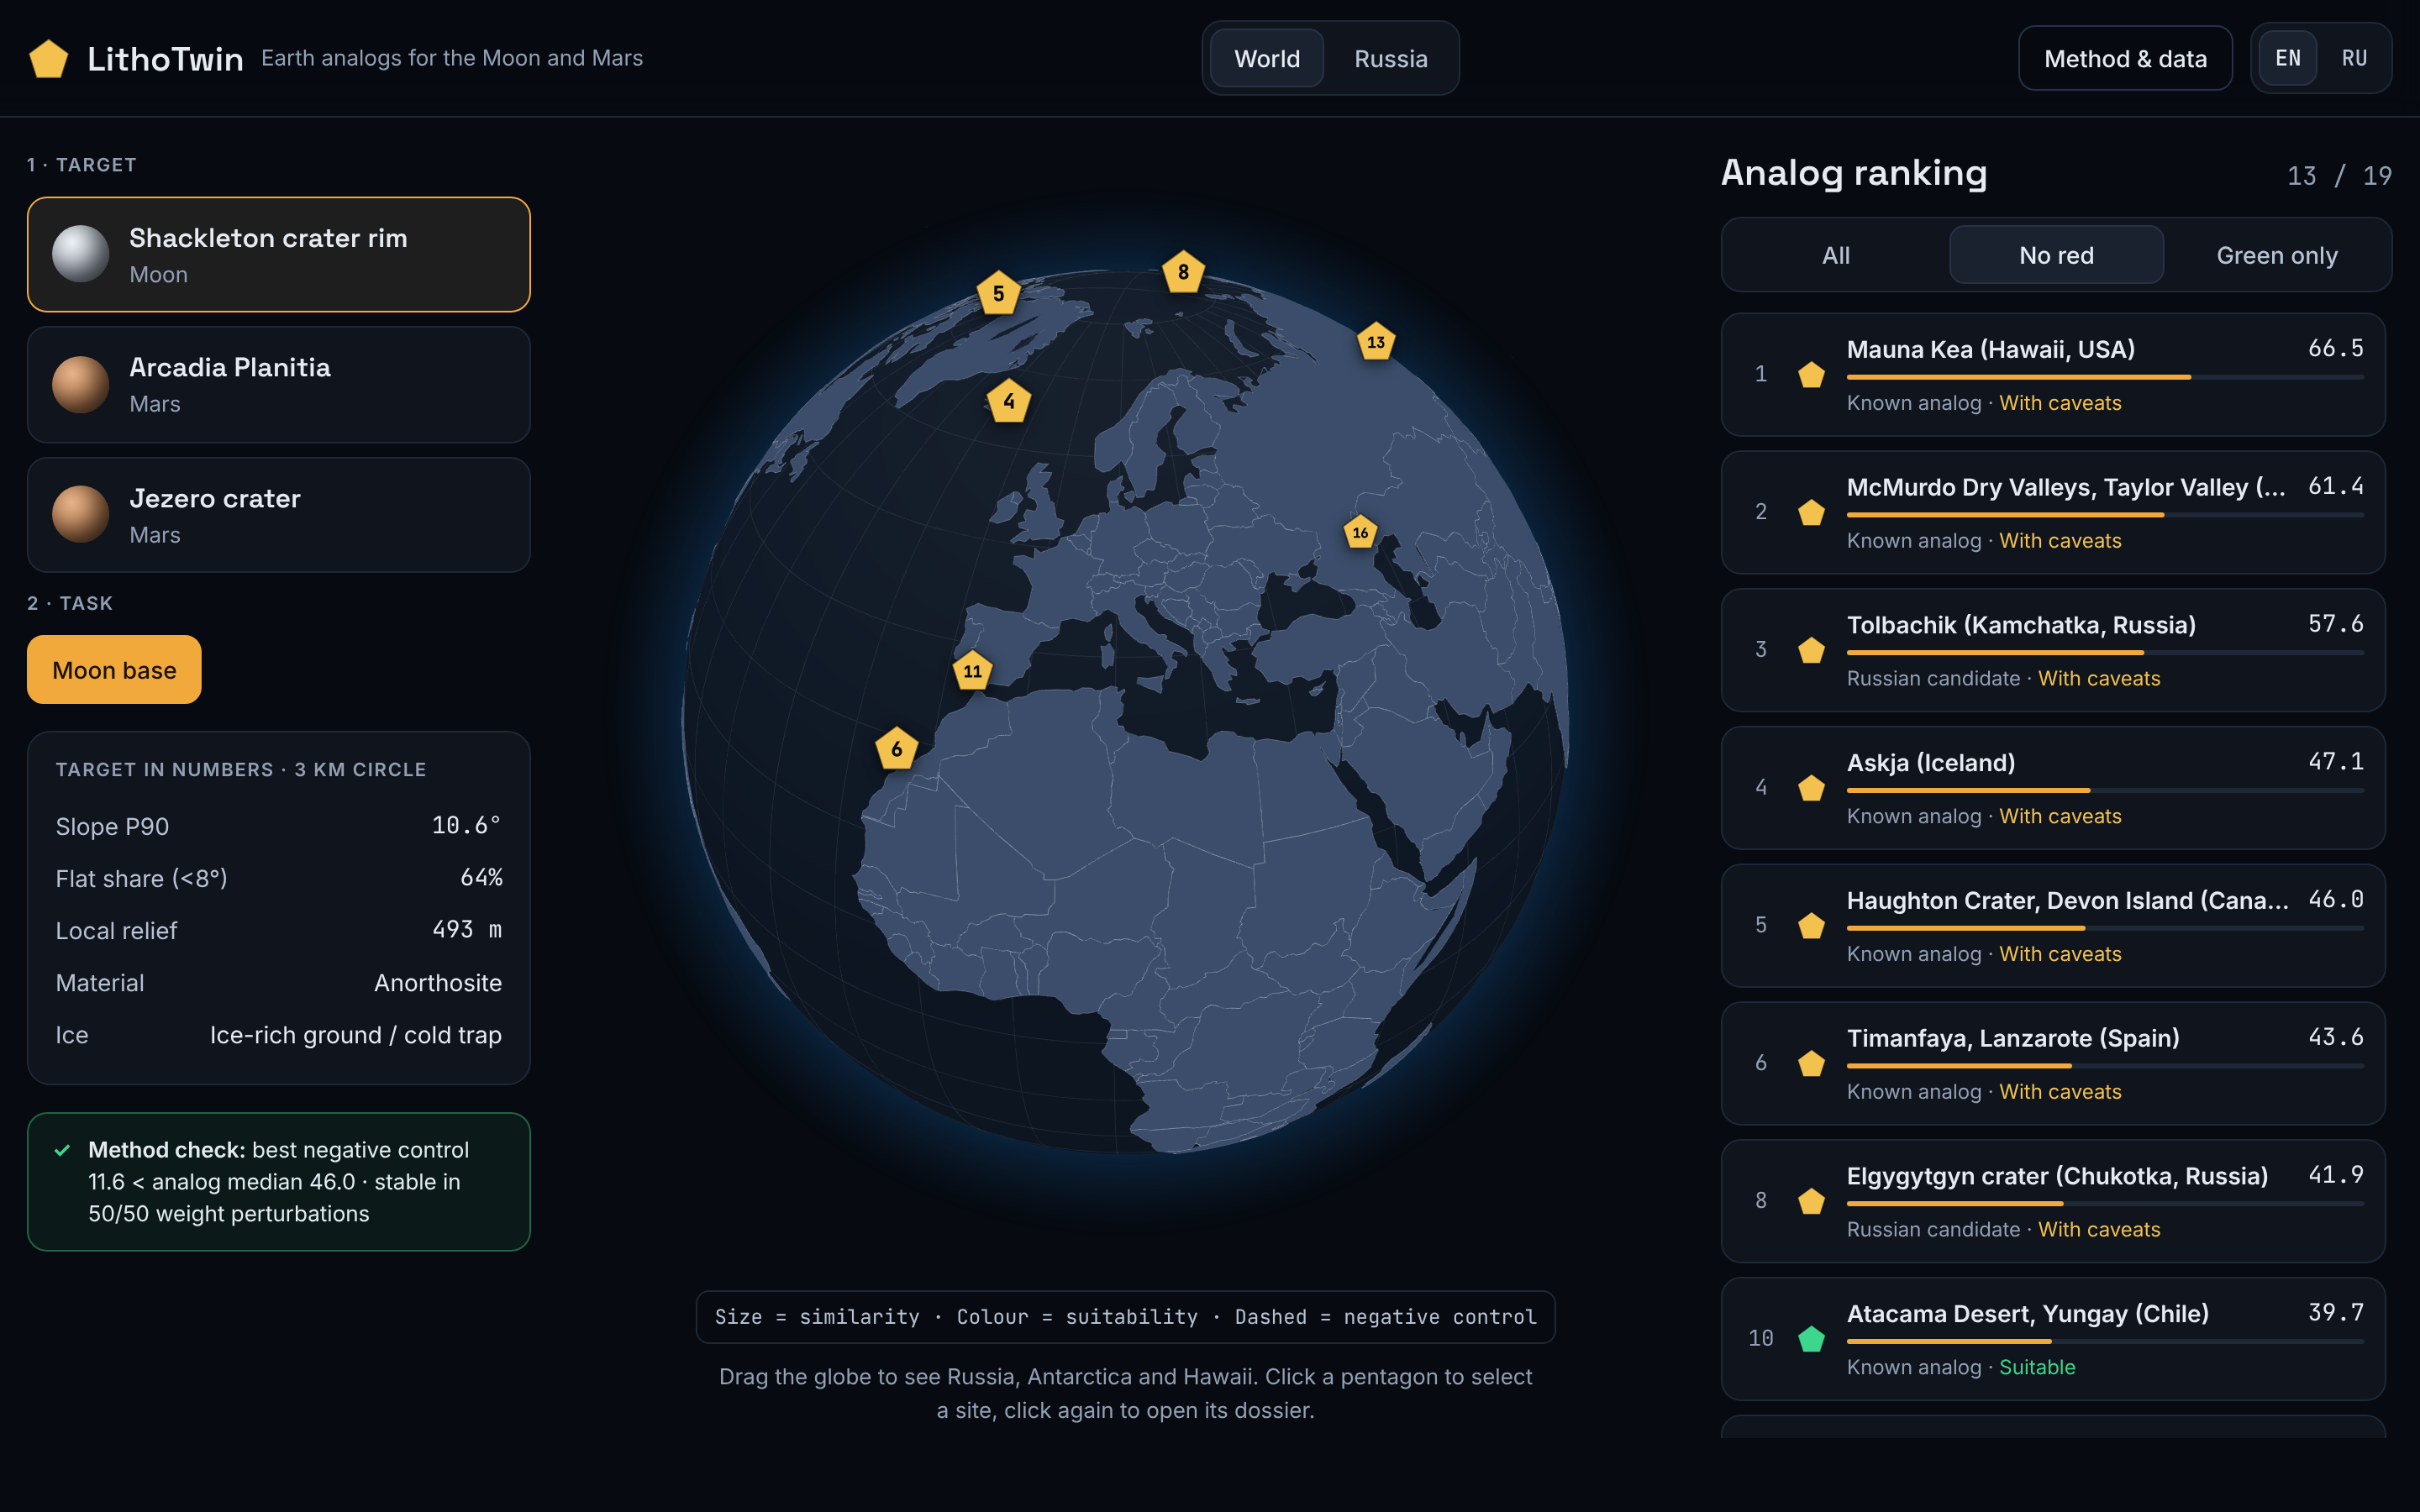 LithoTwin
Earth analogs for the Moon and Mars
World
Russia
Method & data
EN
RU
1 · TARGET
Shackleton crater rim
Moon
Arcadia Planitia
Mars
Jezero crater
Mars
2 · TASK
Moon base
TARGET IN NUMBERS · 3 KM CIRCLE
Slope P90 10.6°
Flat share (<8°) 64%
Local relief 493 m
Material Anorthosite
Ice Ice-rich ground / cold trap
✓ Method check: best negative control
11.6 < analog median 46.0 · stable in
50/50 weight perturbations
8
5
13
4
16
11
6
Size = similarity · Colour = suitability · Dashed = negative control
Drag the globe to see Russia, Antarctica and Hawaii. Click a pentagon to select
a site, click again to open its dossier.
Analog ranking 13 / 19
All
No red
Green only
1 Mauna Kea (Hawaii, USA) 66.5
Known analog · With caveats
2 McMurdo Dry Valleys, Taylor Valley (... 61.4
Known analog · With caveats
3 Tolbachik (Kamchatka, Russia) 57.6
Russian candidate · With caveats
4 Askja (Iceland) 47.1
Known analog · With caveats
5 Haughton Crater, Devon Island (Cana... 46.0
Known analog · With caveats
6 Timanfaya, Lanzarote (Spain) 43.6
Known analog · With caveats
8 Elgygytgyn crater (Chukotka, Russia) 41.9
Russian candidate · With caveats
10 Atacama Desert, Yungay (Chile) 39.7
Known analog · Suitable